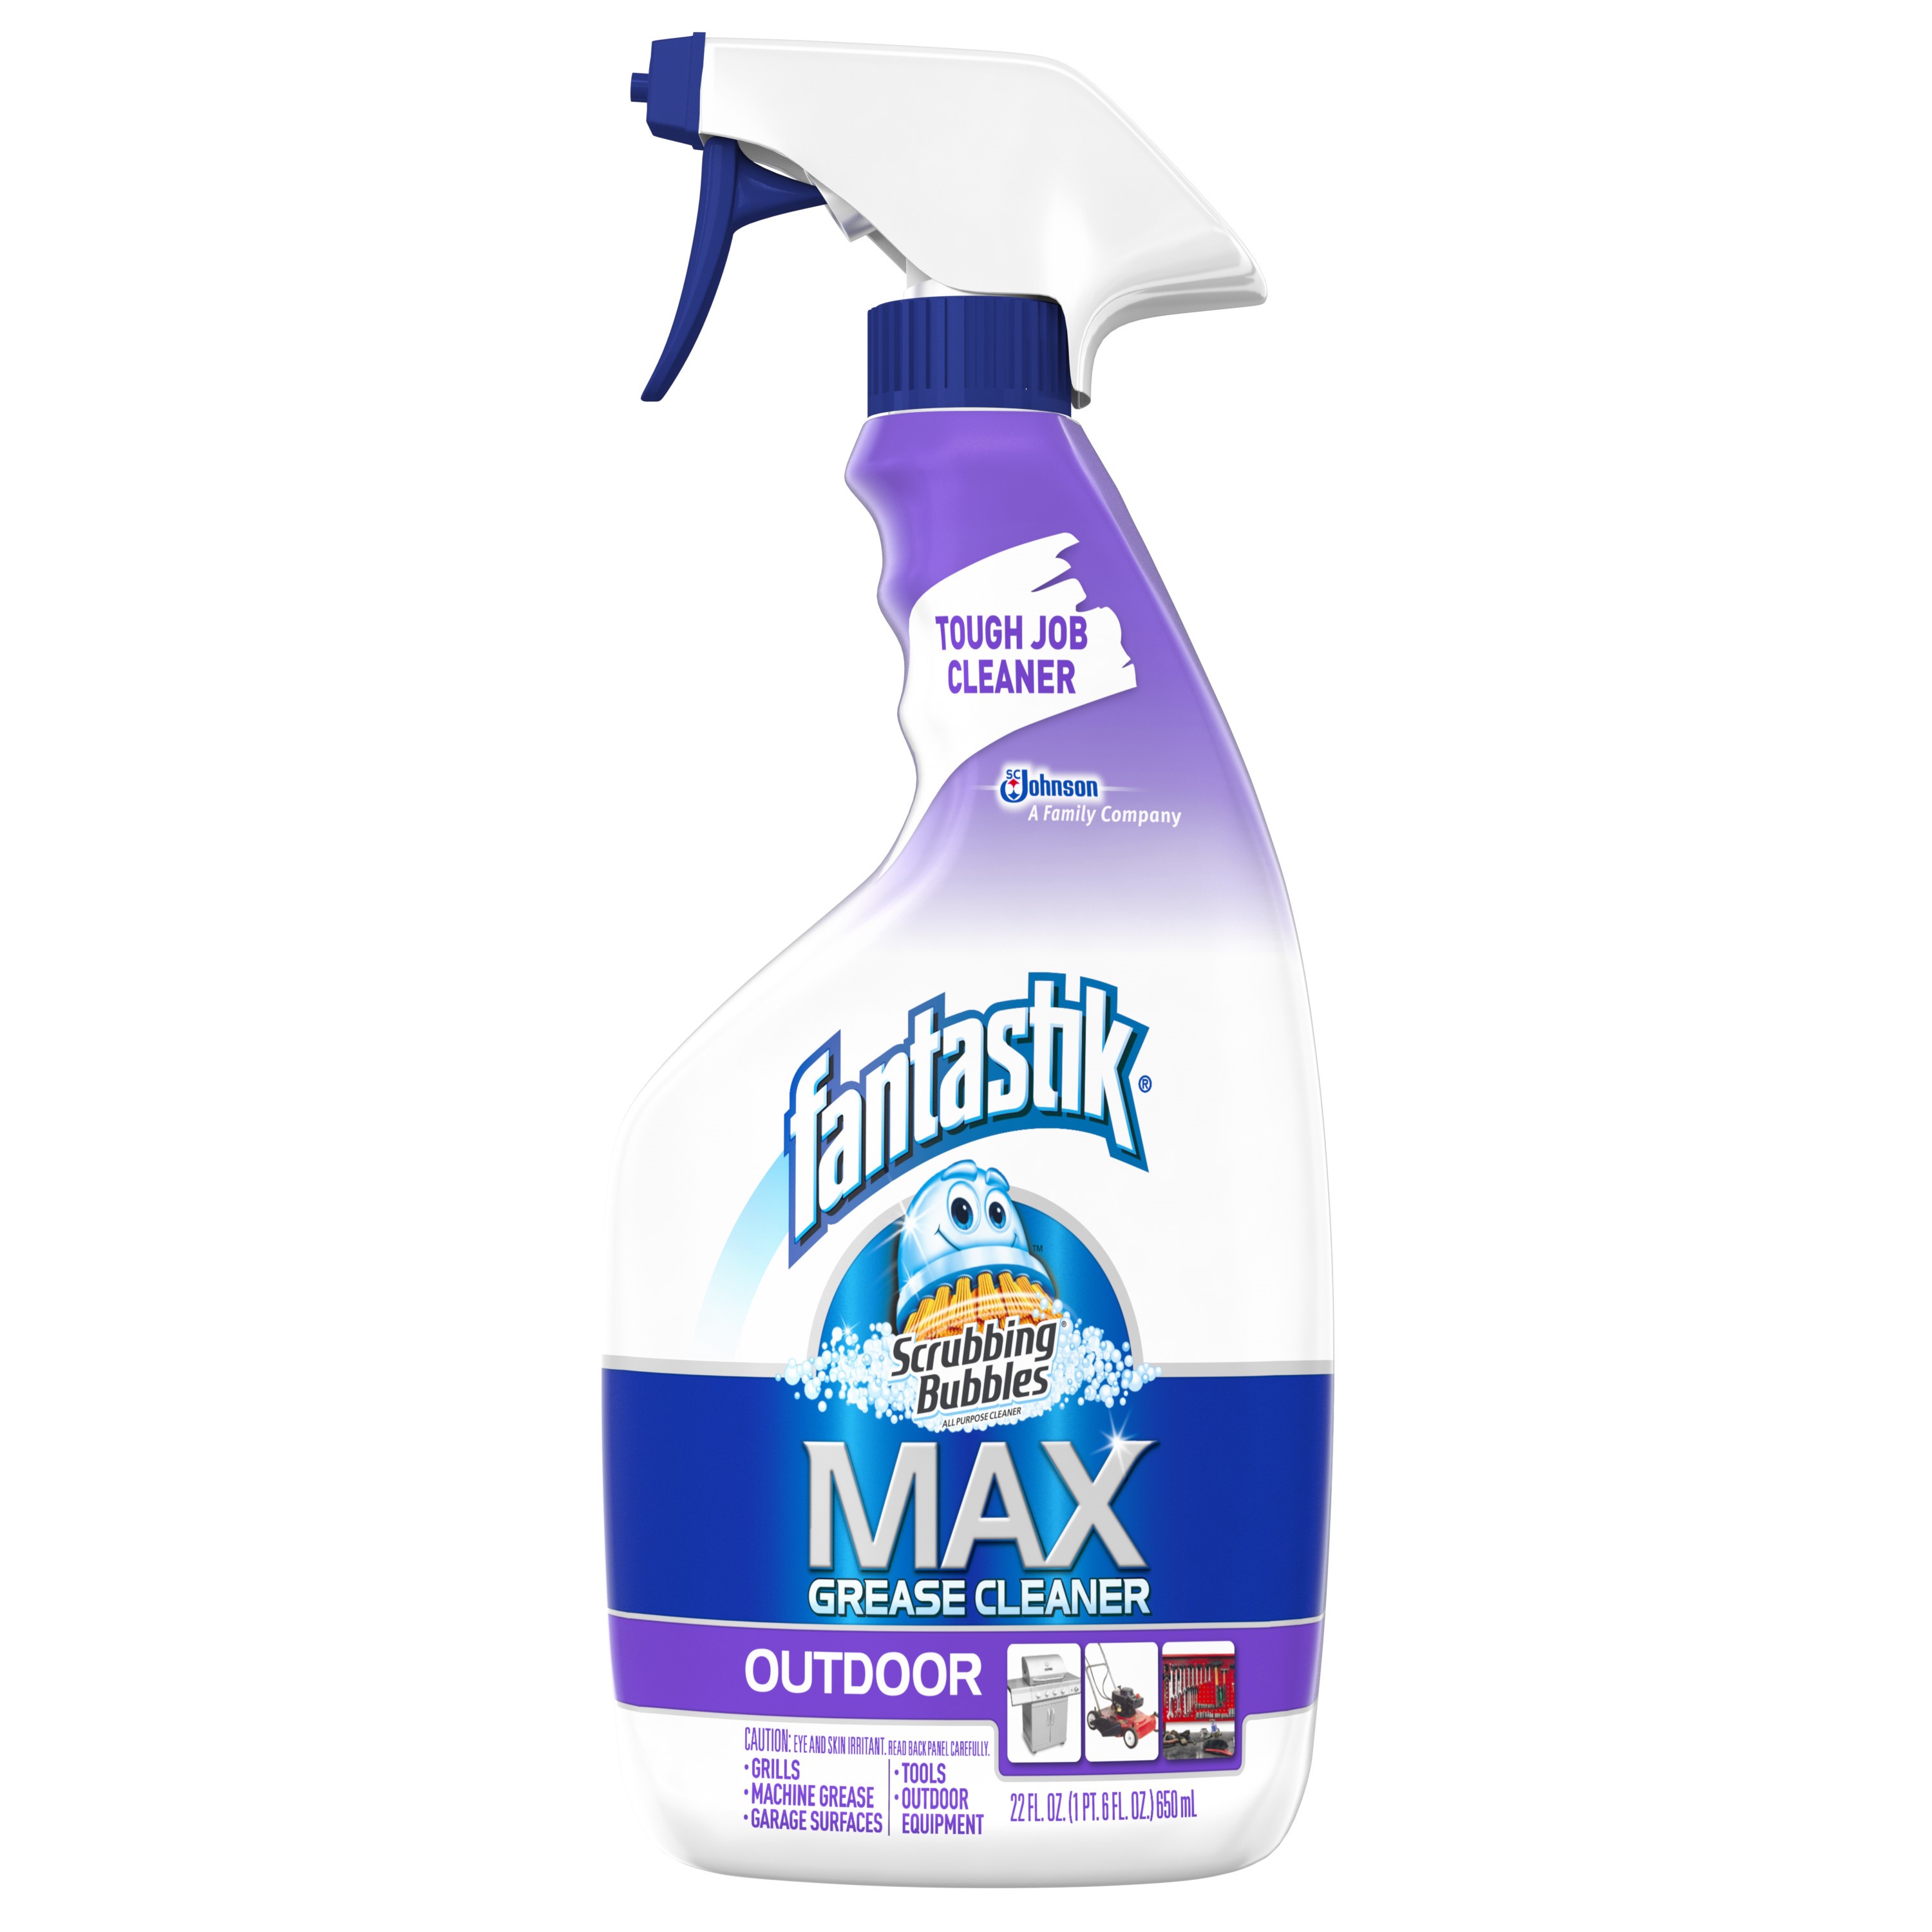 TOUGH JOB
CLEANER
SC Johnson
A Family Company
fantastik®
™
Scrubbing®
Bubbles
ALL PURPOSE CLEANER
MAX
GREASE CLEANER
OUTDOOR
CAUTION: EYE AND SKIN IRRITANT. READ BACK PANEL CAREFULLY.
•GRILLS
•MACHINE GREASE
•GARAGE SURFACES
•TOOLS
•OUTDOOR
EQUIPMENT
22 FL. OZ. (1 PT. 6 FL. OZ.) 650 mL